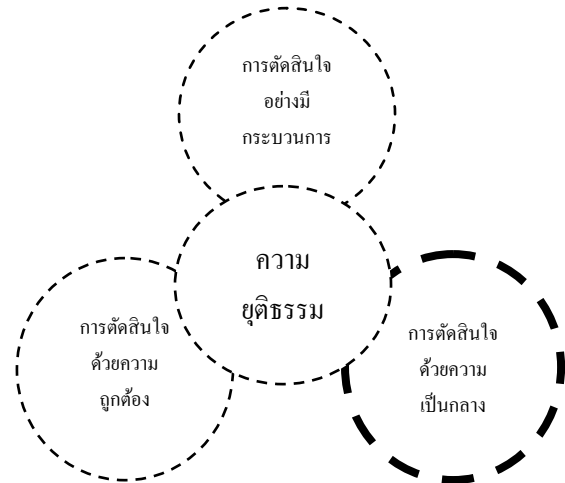 การตัดสินใจ
อย่างมี
กระบวนการ
ความ
ยุติธรรม
การตัดสินใจ
ด้วยความ
ถูกต้อง
การตัดสินใจ
ด้วยความ
เป็นกลาง